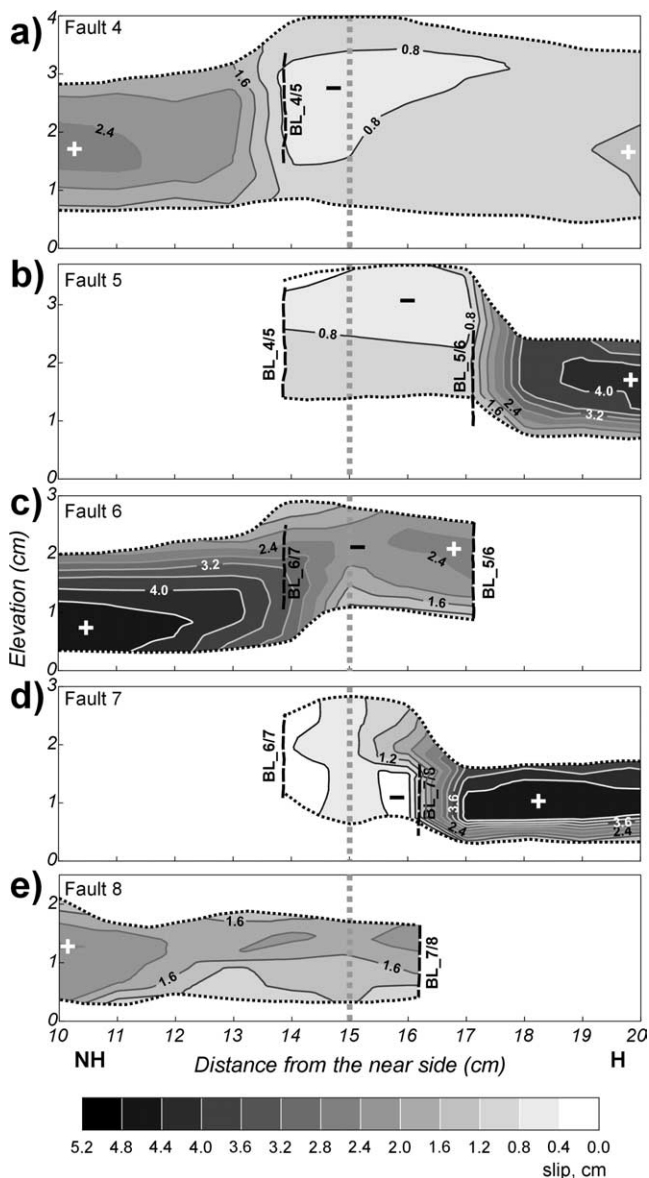 a) Fault 4
4
3
2
1
0
1.6
2.4
0.8
0.8
BL_4/5
+
-
+
b) Fault 5
3
2
1
0
0.8
0.8
BL_4/5
BL_5/6
1.6
2.4
3.2
4.0
-
+
c) Fault 6
3
2
1
0
Elevation (cm)
2.4
3.2
4.0
BL_6/7
2.4
1.6
BL_5/6
+
-
+
d) Fault 7
2
1
0
BL_6/7
1.2
BL_7/8
3.6
2.4
3.6
2.4
-
+
e) Fault 8
2
1
0
1.6
1.6
1.6
BL_7/8
+
10 11 12 13 14 15 16 17 18 19 20
NH Distance from the near side (cm) H
5.2 4.8 4.4 4.0 3.6 3.2 2.8 2.4 2.0 1.6 1.2 0.8 0.4 0.0
slip, cm